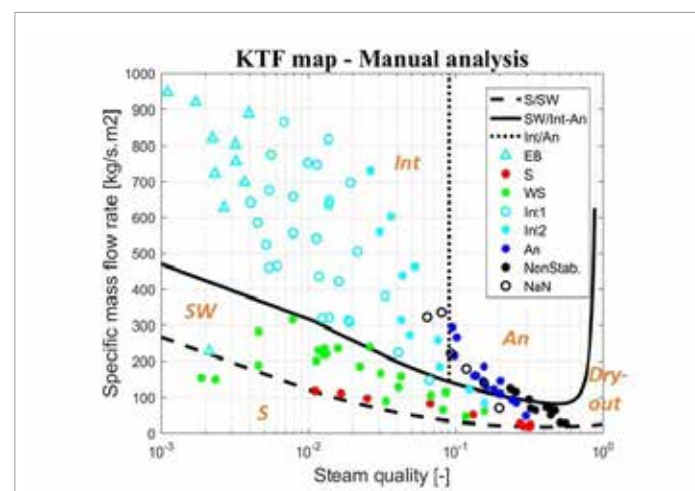 KTF map - Manual analysis
1000
900
800
700
600
500
400
300
200
100
0
Specific mass flow rate [kg/s.m2]
10-3
10-2
10-1
100
Steam quality [-]
S/SW
SW/Int-An
Int/An
EB
S
WS
Int1
Int2
An
NonStab.
NaN
Int
SW
S
An
Dry-
out